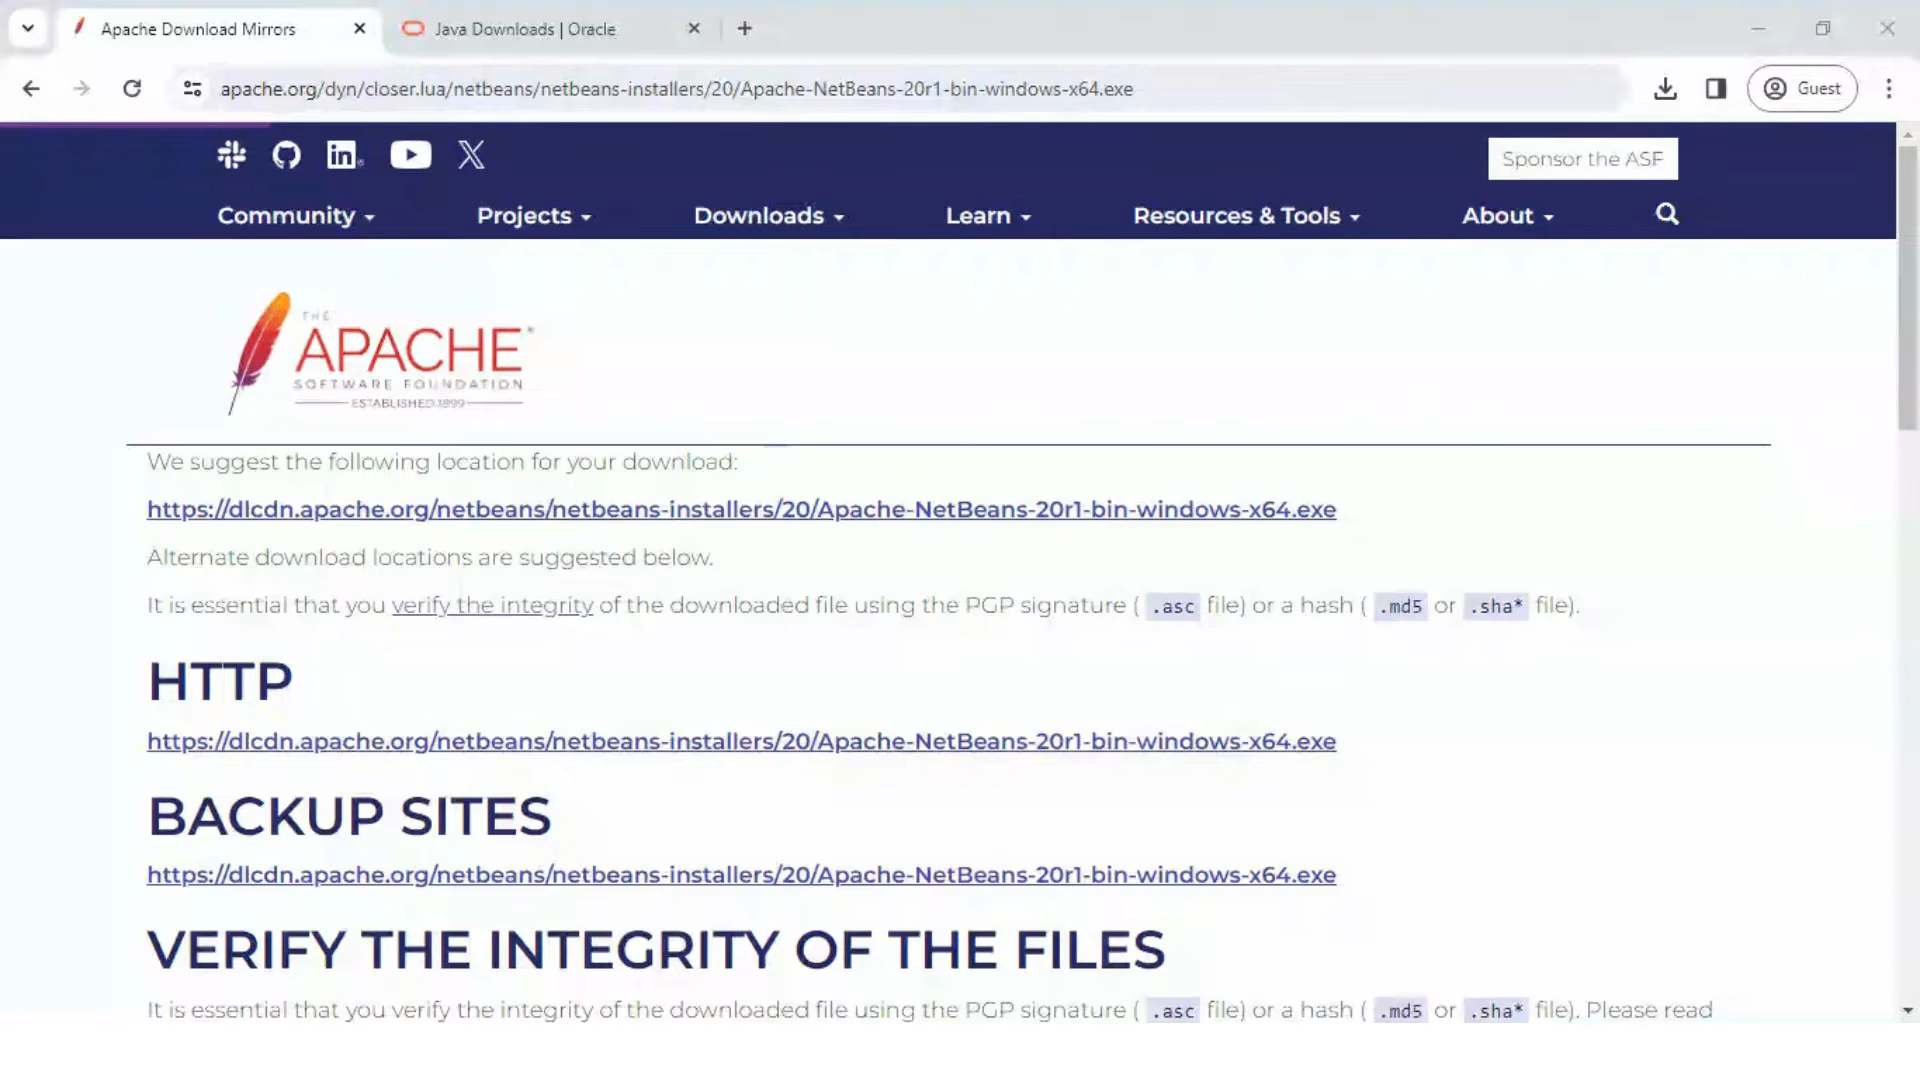 Apache Download Mirrors
Java Downloads | Oracle
apache.org/dyn/closer.lua/netbeans/netbeans-installers/20/Apache-NetBeans-20r1-bin-windows-x64.exe
Guest
in
Sponsor the ASF
Community
Projects
Downloads
Learn
Resources & Tools
About
THE
APACHE
SOFTWARE FOUNDATION
ESTABLISHED 1999
We suggest the following location for your download:
https://dlcdn.apache.org/netbeans/netbeans-installers/20/Apache-NetBeans-20r1-bin-windows-x64.exe
Alternate download locations are suggested below.
It is essential that you verify the integrity of the downloaded file using the PGP signature ( .asc file) or a hash ( .md5 or .sha* file).
HTTP
https://dlcdn.apache.org/netbeans/netbeans-installers/20/Apache-NetBeans-20r1-bin-windows-x64.exe
BACKUP SITES
https://dlcdn.apache.org/netbeans/netbeans-installers/20/Apache-NetBeans-20r1-bin-windows-x64.exe
VERIFY THE INTEGRITY OF THE FILES
It is essential that you verify the integrity of the downloaded file using the PGP signature ( .asc file) or a hash ( .md5 or .sha* file). Please read